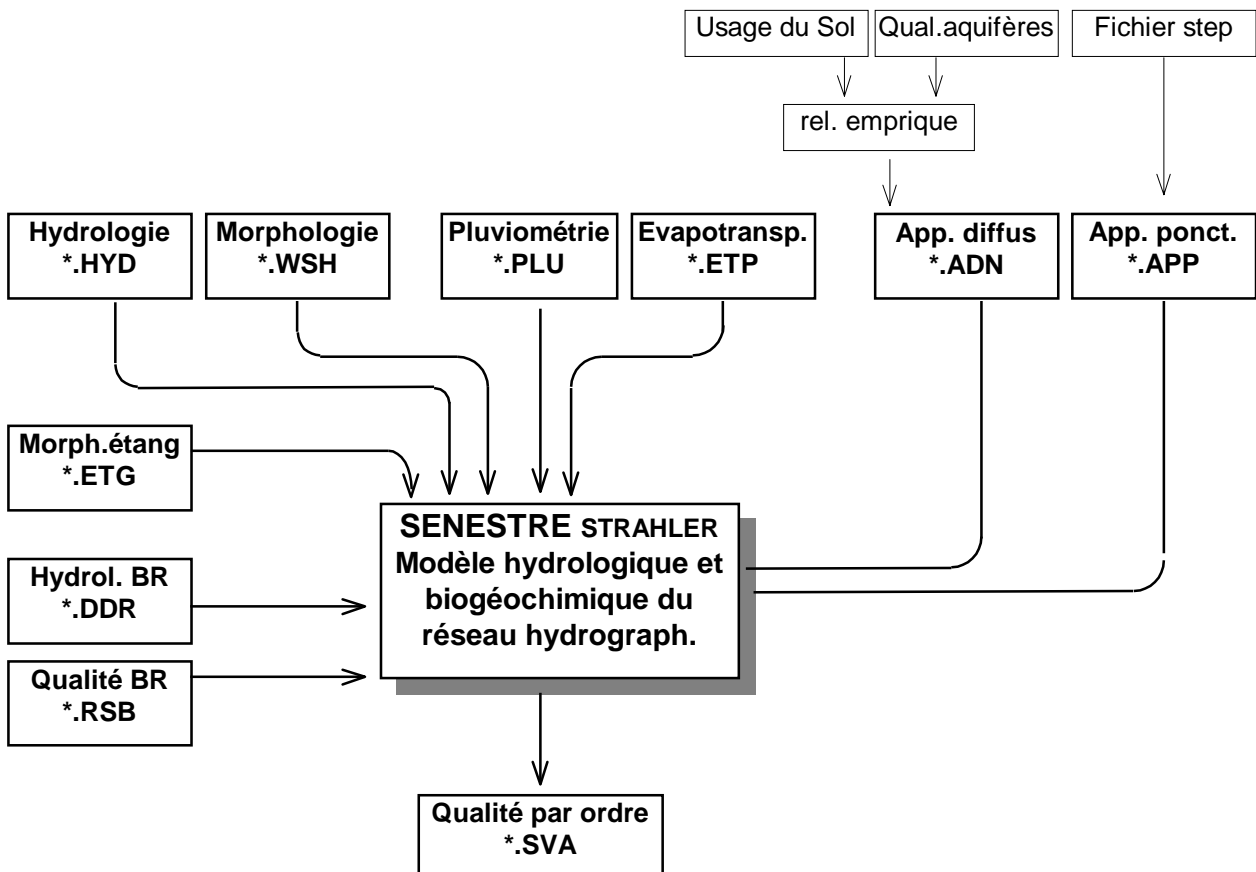 Usage du Sol
Qual.aquifères
Fichier step
rel. emprique
Hydrologie
*.HYD
Morphologie
*.WSH
Pluviométrie
*.PLU
Evapotransp.
*.ETP
App. diffus
*.ADN
App. ponct.
*.APP
Morph.étang
*.ETG
Hydrol. BR
*.DDR
Qualité BR
*.RSB
SENESTRE STRAHLER
Modèle hydrologique et
biogéochimique du
réseau hydrograph.
Qualité par ordre
*.SVA